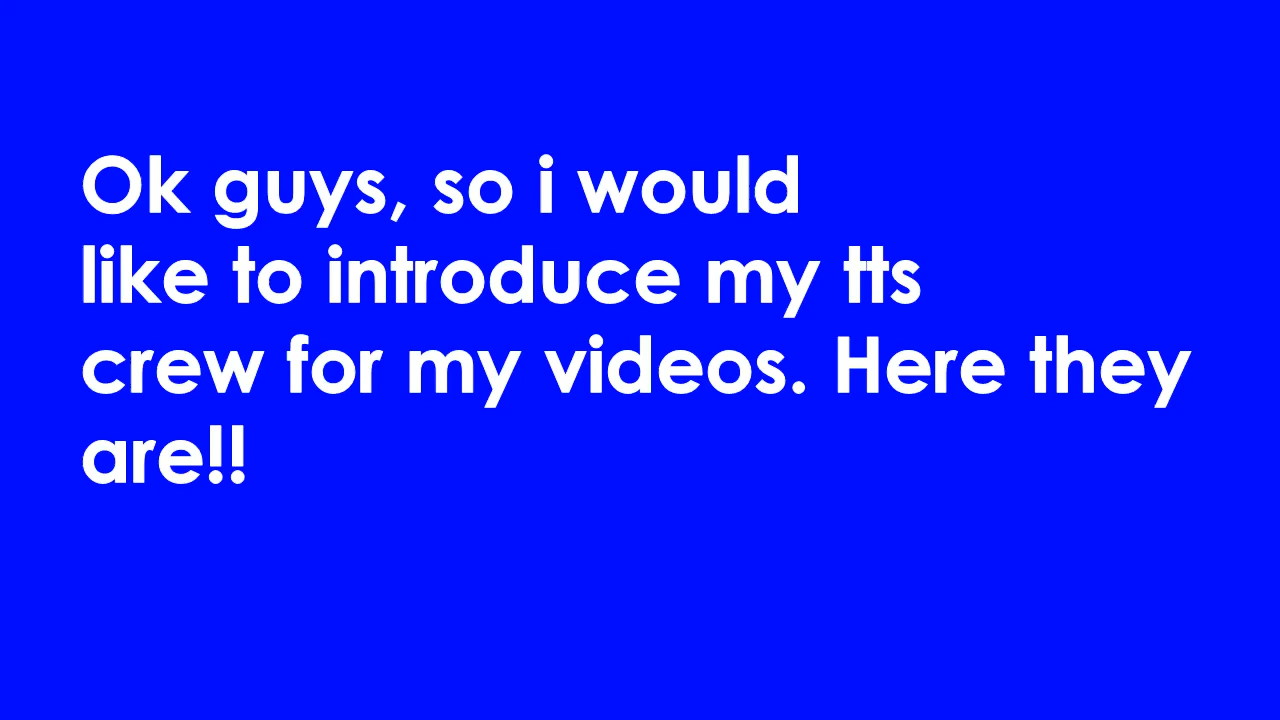 Ok guys, so i would
like to introduce my tts
crew for my videos. Here they
are!!